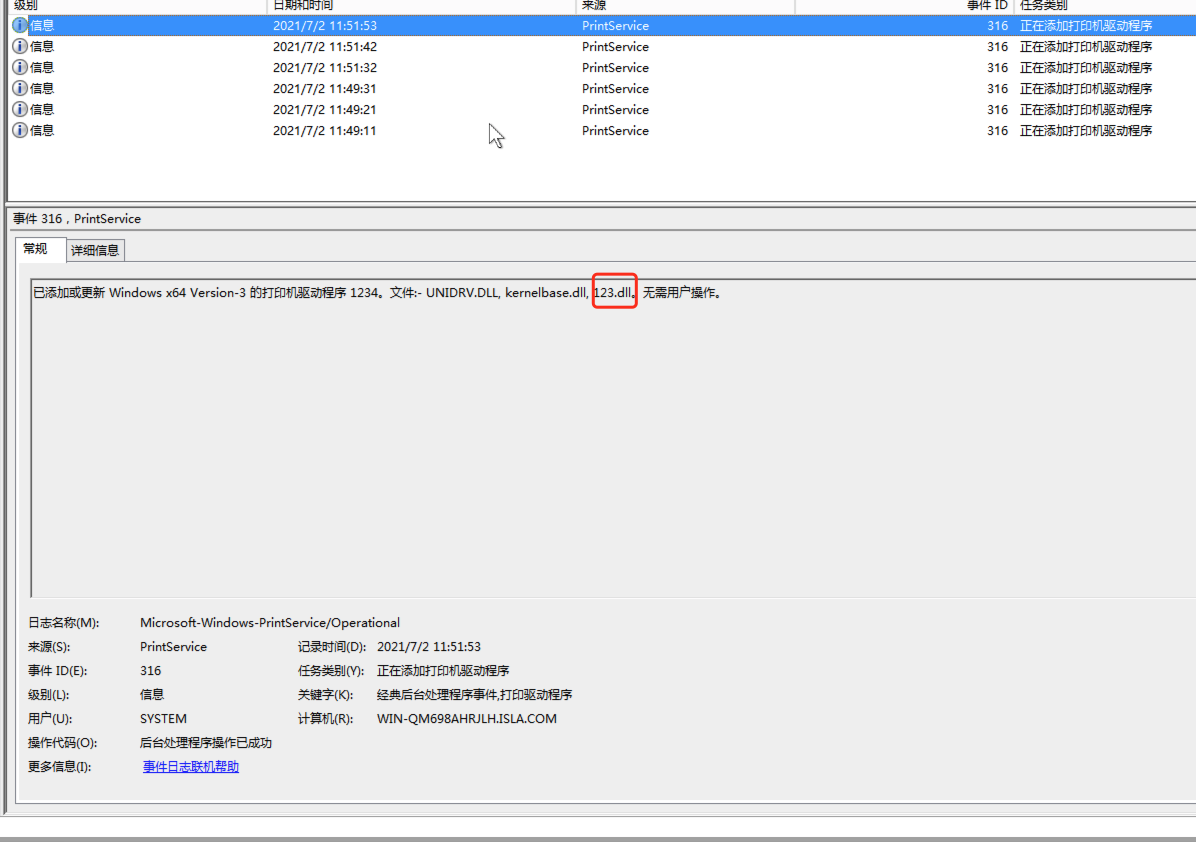 级别 日期和时间 来源 事件 ID 任务类别
信息 2021/7/2 11:51:53 PrintService 316 正在添加打印机驱动程序
信息 2021/7/2 11:51:42 PrintService 316 正在添加打印机驱动程序
信息 2021/7/2 11:51:32 PrintService 316 正在添加打印机驱动程序
信息 2021/7/2 11:49:31 PrintService 316 正在添加打印机驱动程序
信息 2021/7/2 11:49:21 PrintService 316 正在添加打印机驱动程序
信息 2021/7/2 11:49:11 PrintService 316 正在添加打印机驱动程序
事件 316，PrintService
常规 详细信息
已添加或更新 Windows x64 Version-3 的打印机驱动程序 1234。文件:- UNIDRV.DLL, kernelbase.dll, 123.dll。无需用户操作。
日志名称(M): Microsoft-Windows-PrintService/Operational
来源(S): PrintService 记录时间(D): 2021/7/2 11:51:53
事件 ID(E): 316 任务类别(Y): 正在添加打印机驱动程序
级别(L): 信息 关键字(K): 经典后台处理程序事件,打印驱动程序
用户(U): SYSTEM 计算机(R): WIN-QM698AHRJLH.ISLA.COM
操作代码(O): 后台处理程序操作已成功
更多信息(I): 事件日志联机帮助